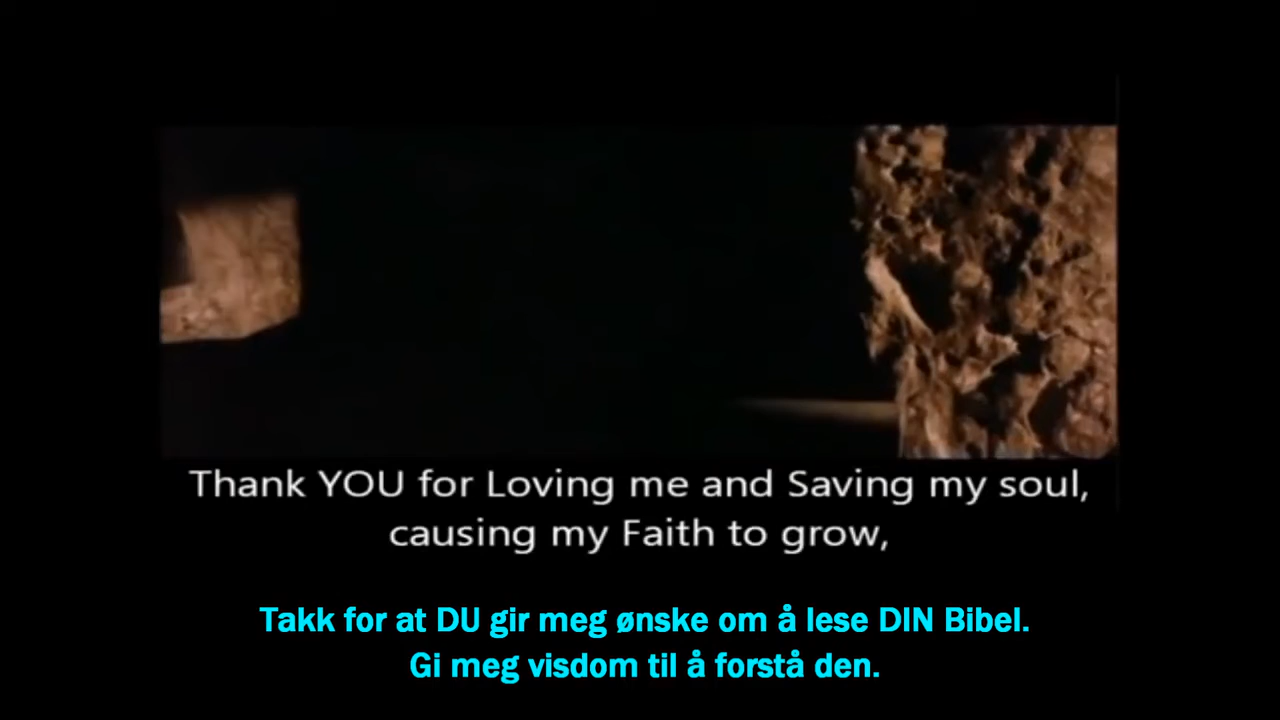 Thank YOU for Loving me and Saving my soul,
causing my Faith to grow,
Takk for at DU gir meg ønske om å lese DIN Bibel.
Gi meg visdom til å forstå den.